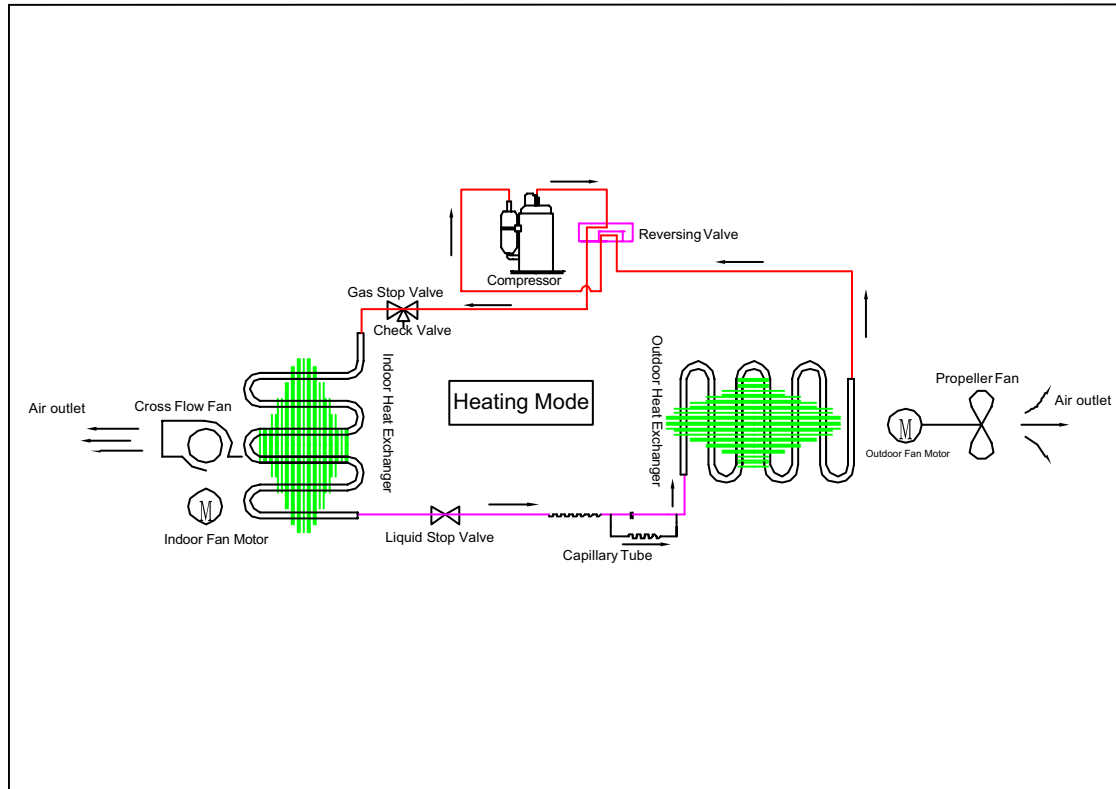 Reversing Valve
Compressor
Gas Stop Valve
Check Valve
Indoor Heat Exchanger
Outdoor Heat Exchanger
Heating Mode
Propeller Fan
Air outlet
Cross Flow Fan
Air outlet
M
Outdoor Fan Motor
M
Indoor Fan Motor
Liquid Stop Valve
Capillary Tube